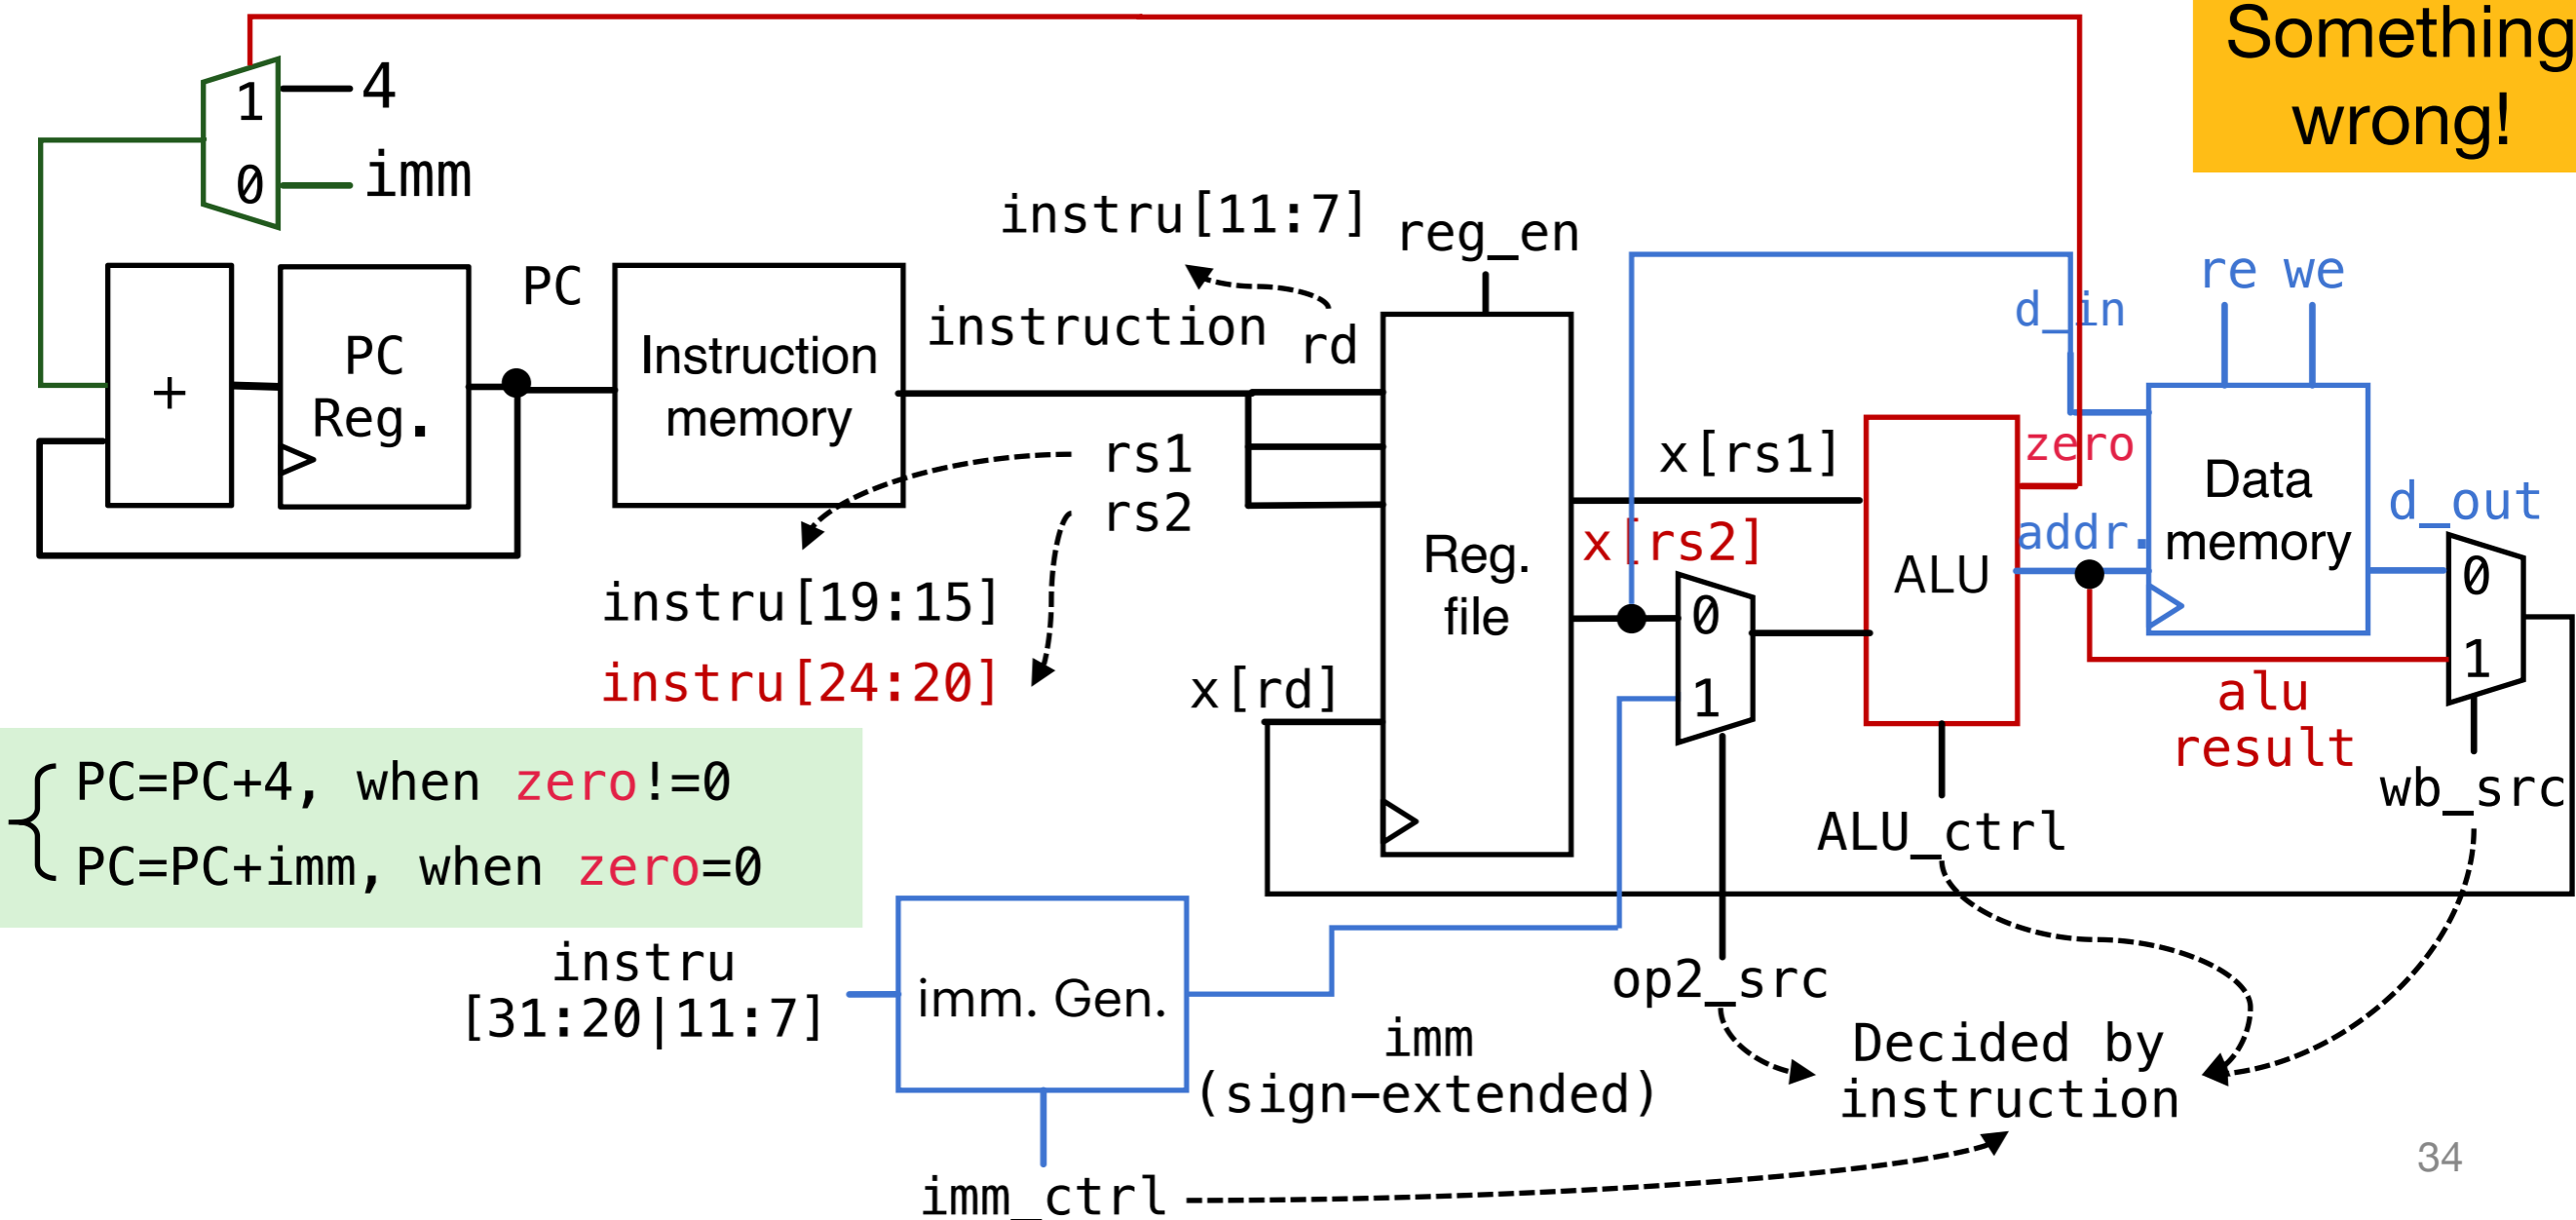 Something
wrong!
1
4
0
imm
instru[11:7]
reg_en
re we
PC
d_in
+
PC
Reg.
Instruction
memory
instruction
rd
rs1
rs2
x[rs1]
zero
Data
memory
d_out
x[rs2]
addr.
Reg.
file
0
1
ALU
0
1
instru[19:15]
instru[24:20]
x[rd]
alu
result
wb_src
ALU_ctrl
PC=PC+4, when zero!=0
PC=PC+imm, when zero=0
instru
[31:20|11:7]
imm. Gen.
op2_src
imm
(sign-extended)
Decided by
instruction
imm_ctrl
34